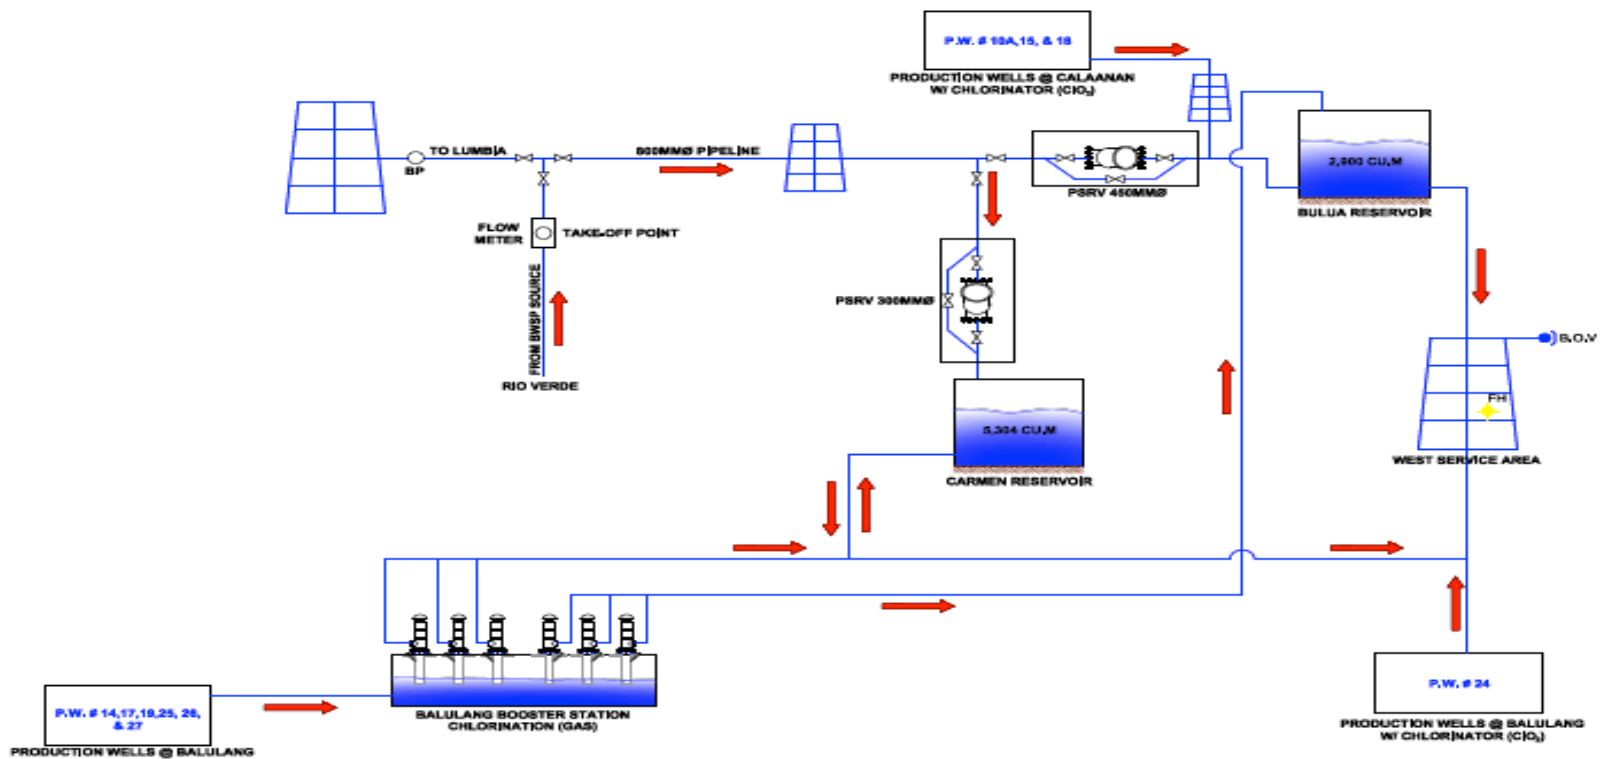 P.W. # 10A,15, & 18
PRODUCTION WELLS @ CALAANAN
W/ CHLORINATOR (ClO₂)
TO LUMBIA
BP
800MMØ PIPELINE
PSRV 450MMØ
2,900 CU.M
BULUA RESERVOIR
FLOW
METER
TAKE-OFF POINT
FROM BWSP SOURCE
RIO VERDE
PSRV 300MMØ
5,304 CU.M
CARMEN RESERVOIR
B.O.V
FH
WEST SERVICE AREA
P.W. # 14,17,19,25, 26,
& 27
PRODUCTION WELLS @ BALULANG
BALULANG BOOSTER STATION
CHLORINATION (GAS)
P.W. # 24
PRODUCTION WELLS @ BALULANG
W/ CHLORINATOR (ClO₂)